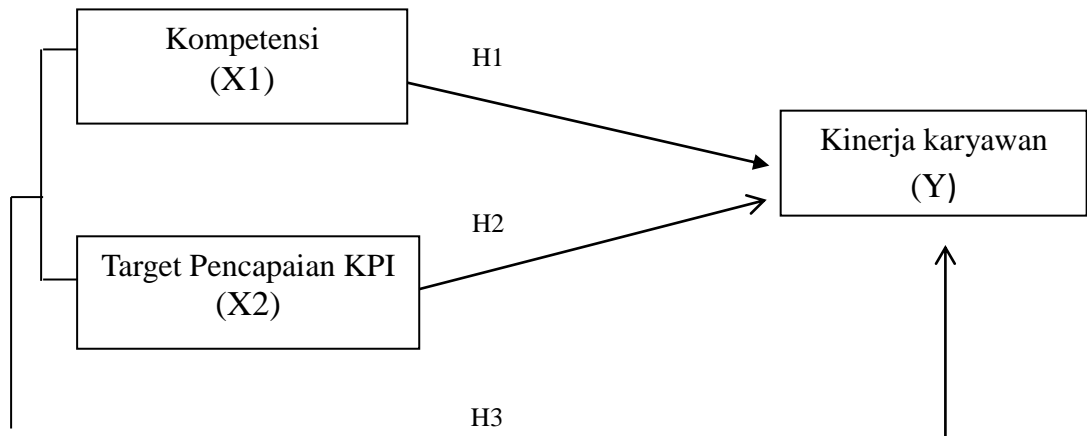 Kompetensi
(X1)
H1
Kinerja karyawan
(Y)
H2
Target Pencapaian KPI
(X2)
H3